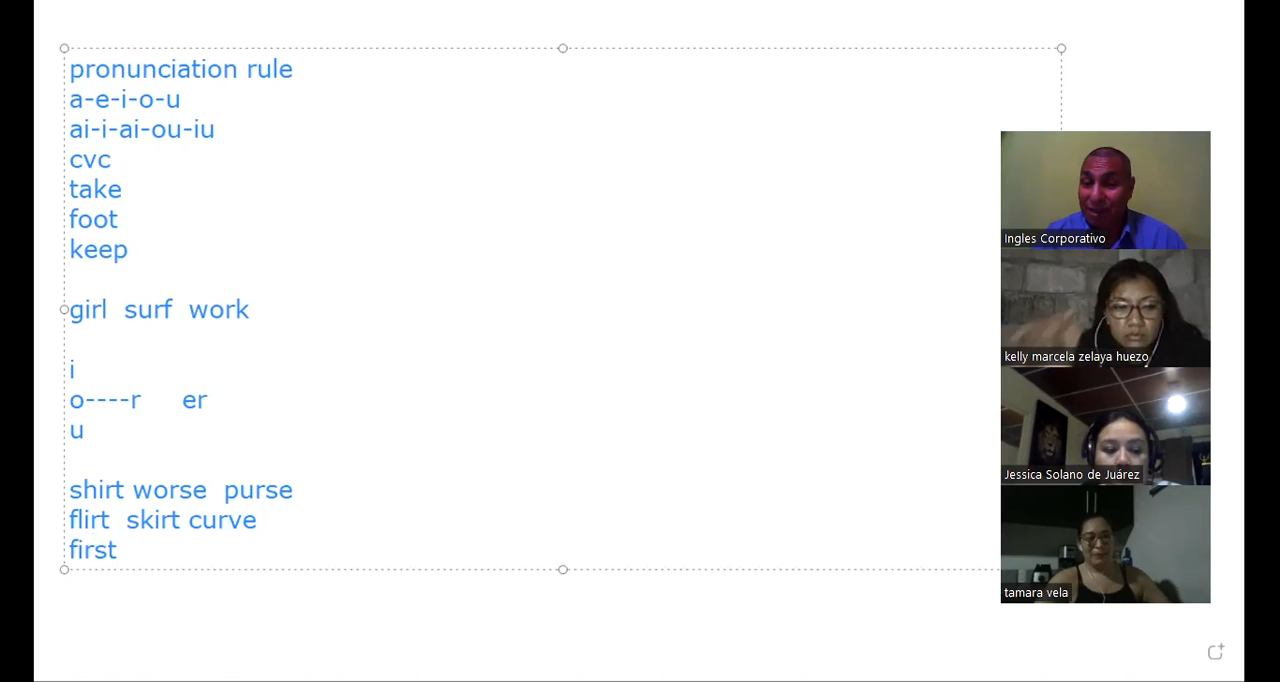 pronunciation rule
a-e-i-o-u
ai-i-ai-ou-iu
cvc
take
foot
keep
girl  surf  work
i
o----r     er
u
shirt worse  purse
flirt  skirt curve
first
Ingles Corporativo
kelly marcela zelaya huezo
Jessica Solano de Juárez
tamara vela